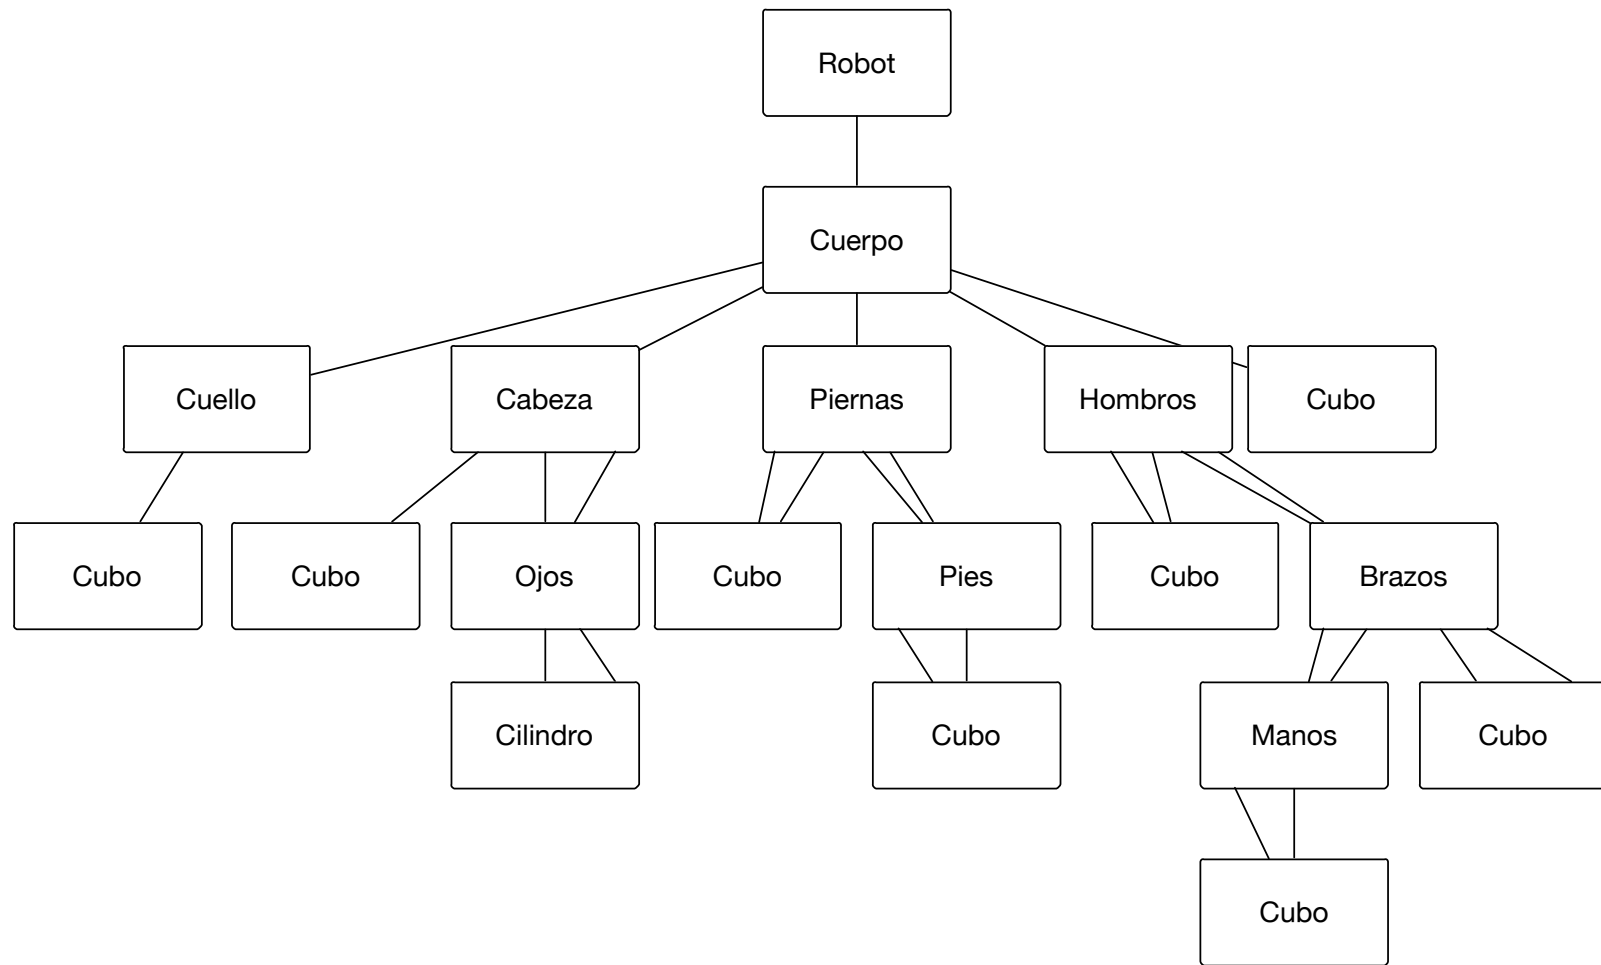 Robot
Cuerpo
Cuello
Cabeza
Piernas
Hombros
Cubo
Cubo
Cubo
Ojos
Cubo
Pies
Cubo
Brazos
Cilindro
Cubo
Manos
Cubo
Cubo